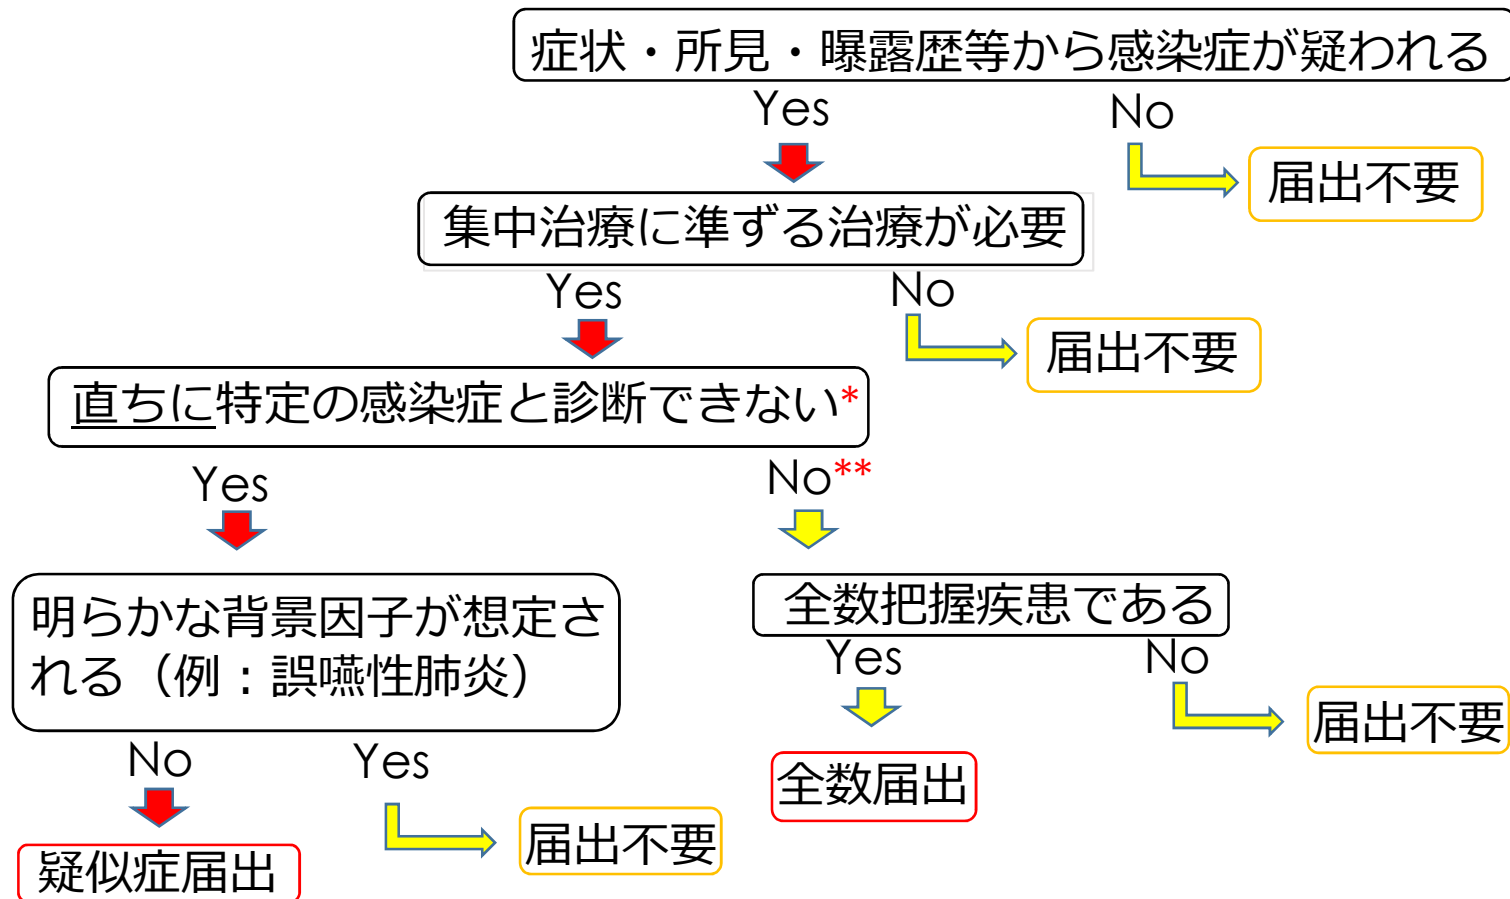 症状・所見・曝露歴等から感染症が疑われる
Yes
No
届出不要
集中治療に準ずる治療が必要
Yes
No
届出不要
直ちに特定の感染症と診断できない*
Yes
No**
明らかな背景因子が想定さ
れる（例：誤嚥性肺炎）
全数把握疾患である
Yes
No
届出不要
No
Yes
全数届出
届出不要
疑似症届出